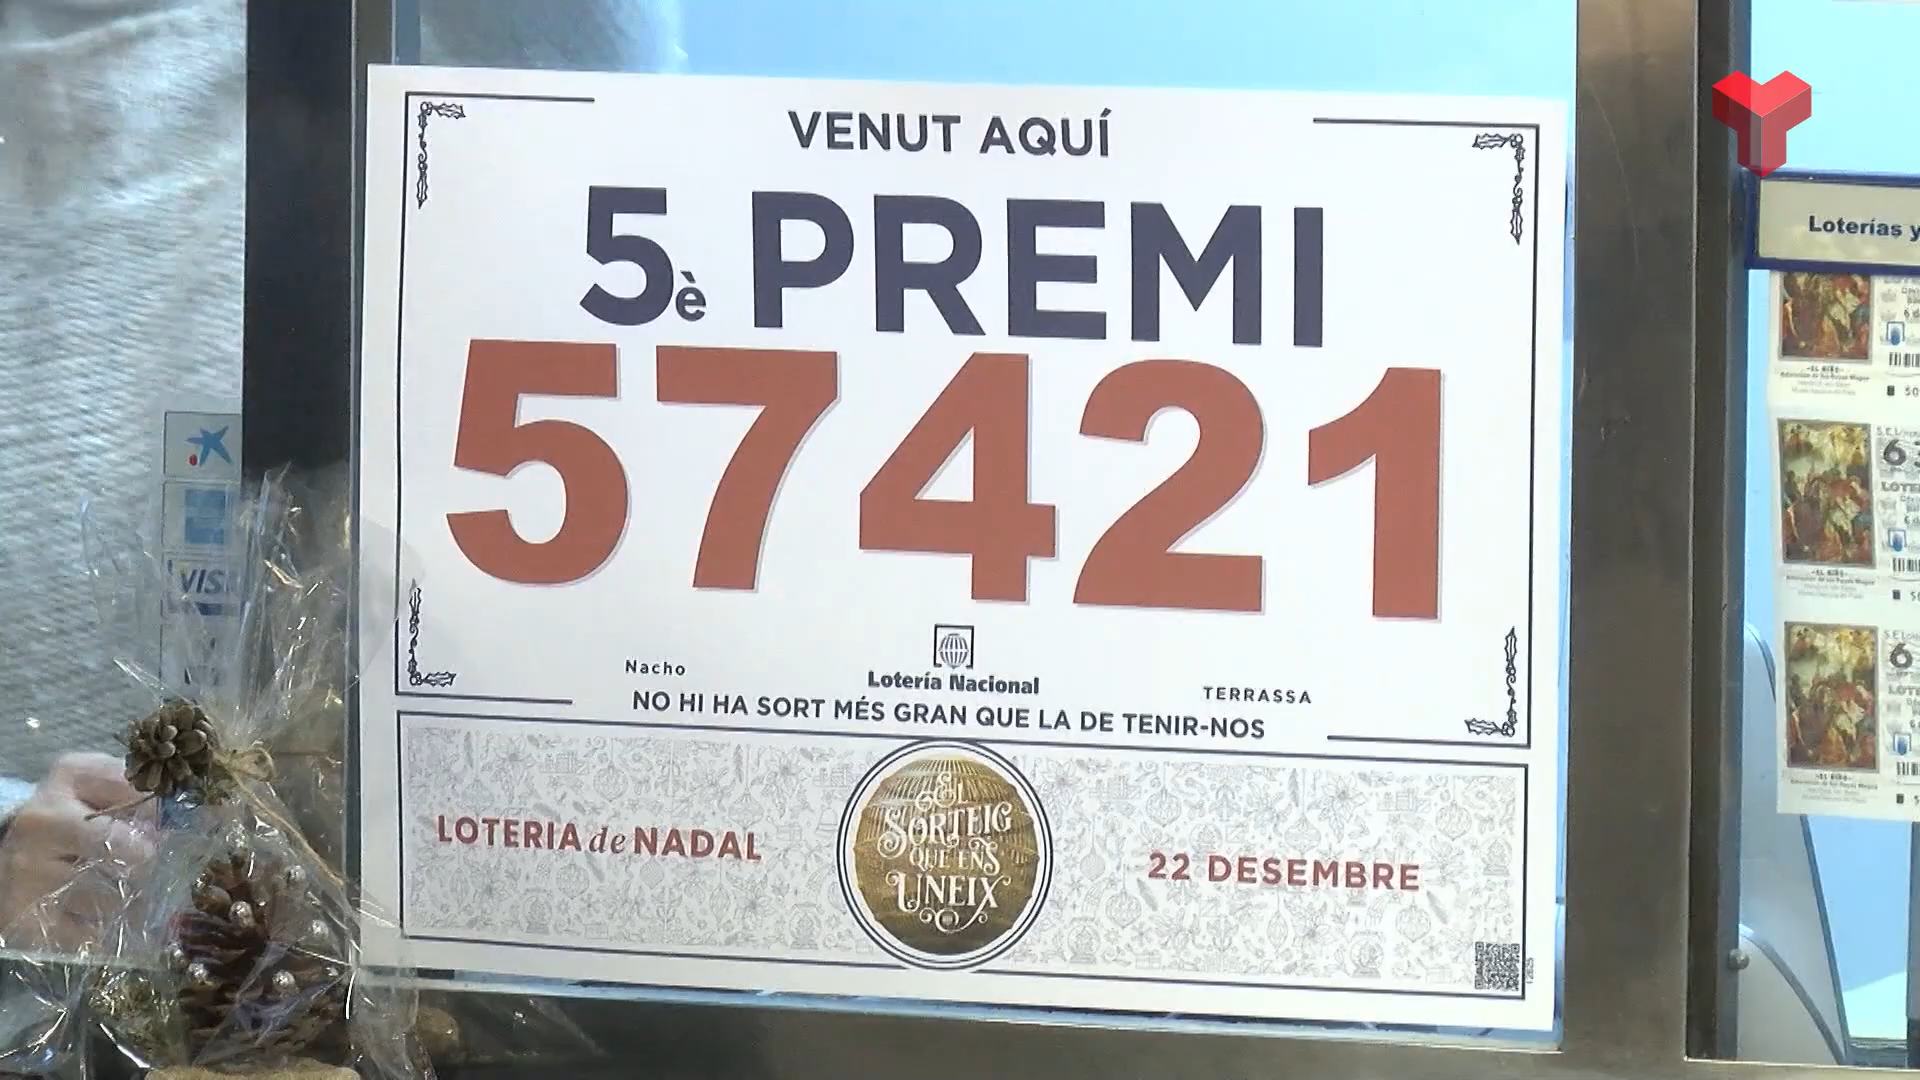 VENUT AQUÍ
5è PREMI
57421
Nacho
Lotería Nacional
TERRASSA
NO HI HA SORT MÉS GRAN QUE LA DE TENIR-NOS
LOTERIA de NADAL
EL
SORTEIG
QUE ENS
UNEIX
22 DESEMBRE
VISA
Loterías y